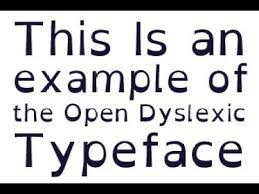 This Is an
example of
the Open Dyslexic
Typeface